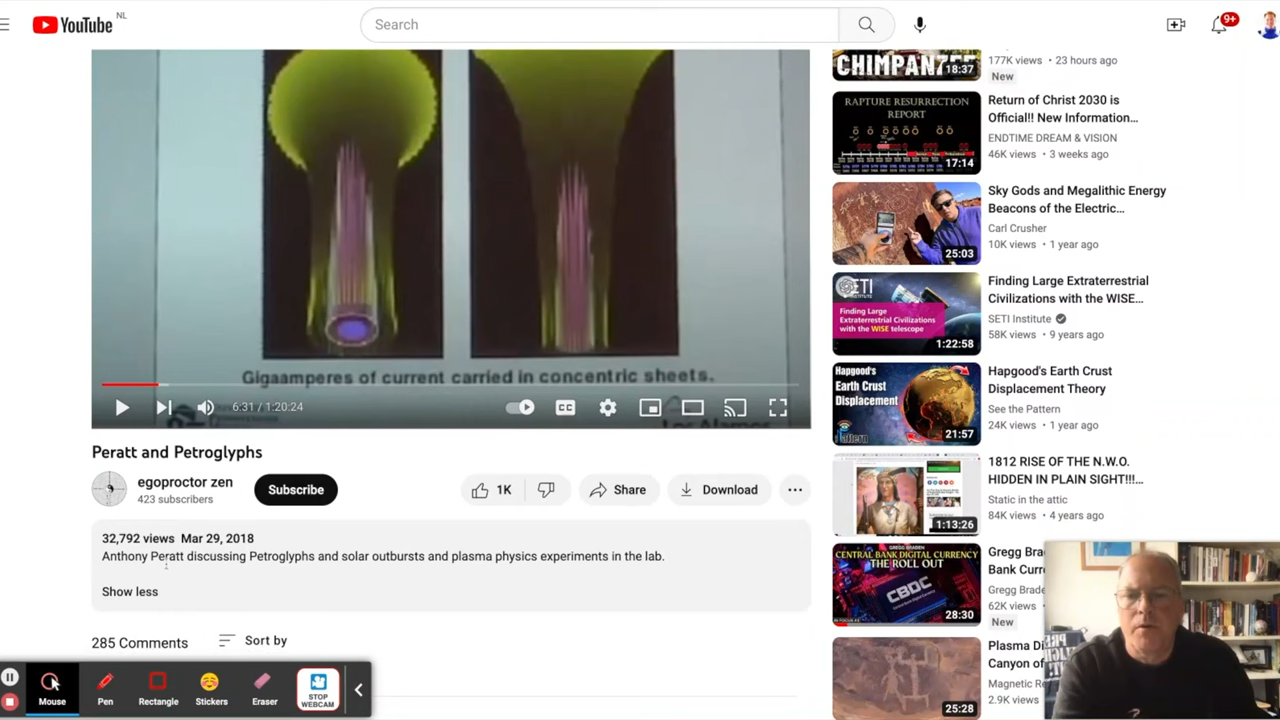 YouTube NL
Search
9+
Gigaamperes of current carried in concentric sheets.
Los Alamos
6:31 / 1:20:24
CC
Peratt and Petroglyphs
egoproctor zen
423 subscribers
Subscribe
1K
Share
Download
32,792 views Mar 29, 2018
Anthony Peratt discussing Petroglyphs and solar outbursts and plasma physics experiments in the lab.
Show less
285 Comments
Sort by
Mouse
Pen
Rectangle
Stickers
Eraser
STOP
WEBCAM
CHIMPANZEE
18:37
177K views • 23 hours ago
New
RAPTURE RESURRECTION
REPORT
17:14
Return of Christ 2030 is
Official!! New Information...
ENDTIME DREAM & VISION
46K views • 3 weeks ago
25:03
Sky Gods and Megalithic Energy
Beacons of the Electric...
Carl Crusher
10K views • 1 year ago
SETI INSTITUTE
Finding Large
Extraterrestrial Civilizations
with the WISE telescope
1:22:58
Finding Large Extraterrestrial
Civilizations with the WISE...
SETI Institute
58K views • 9 years ago
Hapgood's
Earth Crust
Displacement
Pattern
21:57
Hapgood's Earth Crust
Displacement Theory
See the Pattern
24K views • 1 year ago
1:13:26
1812 RISE OF THE N.W.O.
HIDDEN IN PLAIN SIGHT!!!...
Static in the attic
84K views • 4 years ago
GREGG BRADEN
CENTRAL BANK DIGITAL CURRENCY
THE ROLL OUT
CBDC
28:30
Gregg Bra
Bank Curr
Gregg Brade
62K views
New
25:28
Plasma D
Canyon of
Magnetic Re
2.9K views